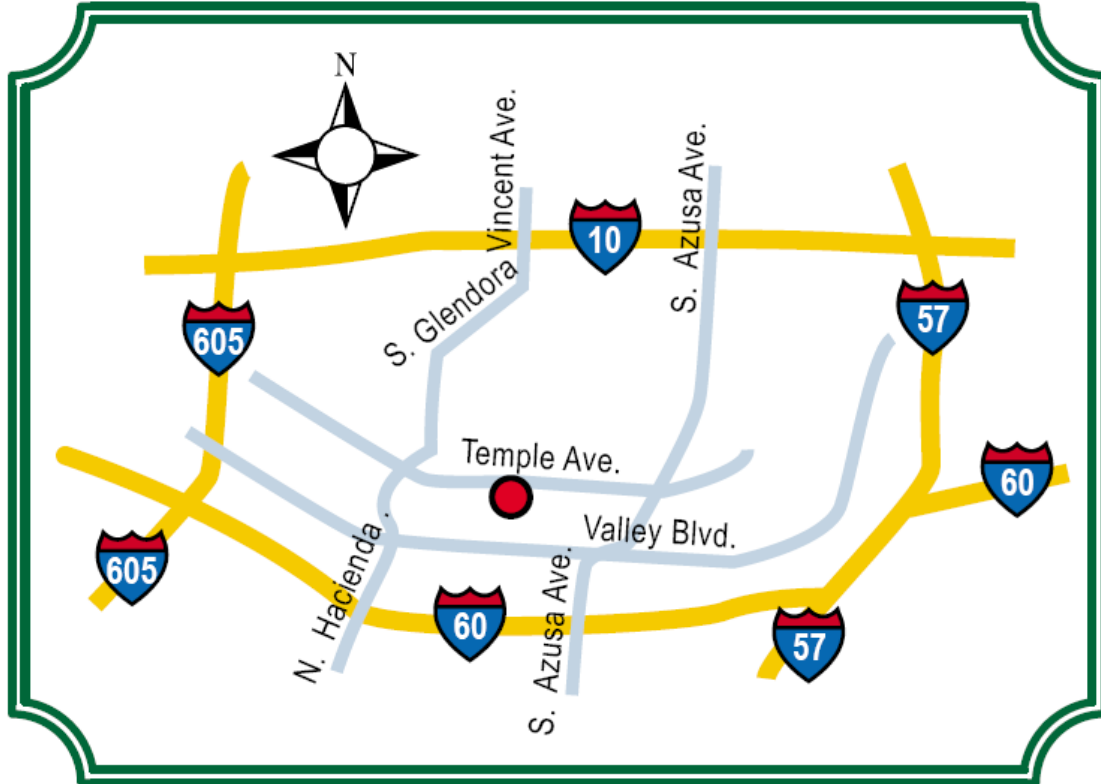 N
Vincent Ave.
S. Azusa Ave.
10
S. Glendora
605
57
Temple Ave.
60
Valley Blvd.
605
N. Hacienda .
60
S. Azusa Ave.
57